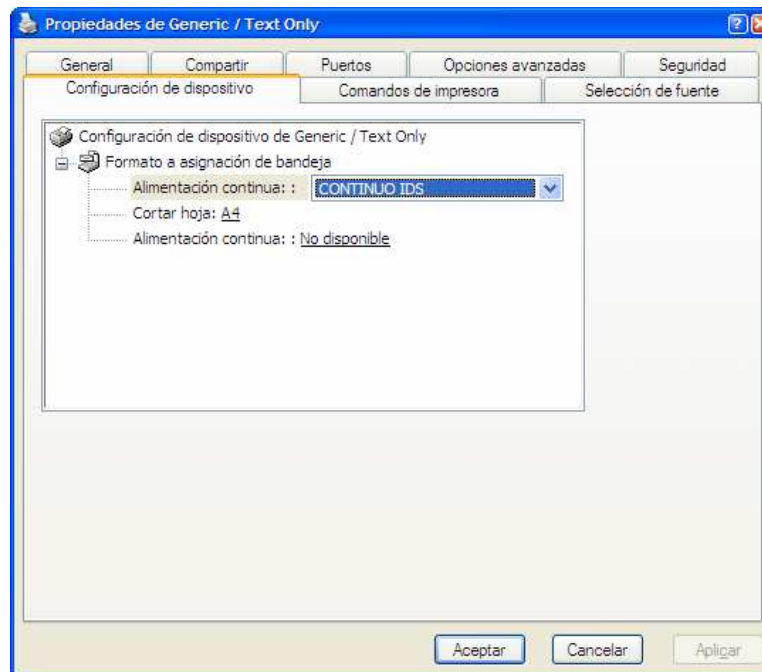 Propiedades de Generic / Text Only
General Compartir Puertos Opciones avanzadas Seguridad
Configuración de dispositivo Comandos de impresora Selección de fuente
Configuración de dispositivo de Generic / Text Only
Formato a asignación de bandeja
Alimentación continua: : CONTINUO IDS
Cortar hoja: A4
Alimentación continua: : No disponible
Aceptar Cancelar Aplicar